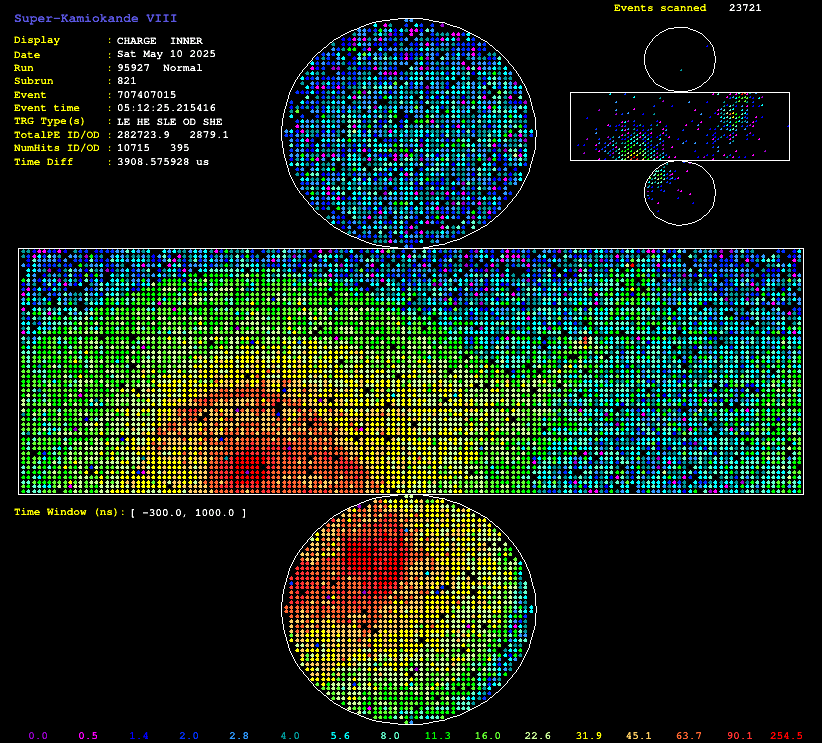 Super-Kamiokande VIII
Events scanned 23721
Display : CHARGE INNER
Date : Sat May 10 2025
Run : 95927 Normal
Subrun : 821
Event : 707407015
Event time : 05:12:25.215416
TRG Type(s) : LE HE SLE OD SHE
TotalPE ID/OD : 282723.9 2879.1
NumHits ID/OD : 10715 395
Time Diff : 3908.575928 us
Time Window (ns): [ -300.0, 1000.0 ]
0.0 0.5 1.4 2.0 2.8 4.0 5.6 8.0 11.3 16.0 22.6 31.9 45.1 63.7 90.1 254.5